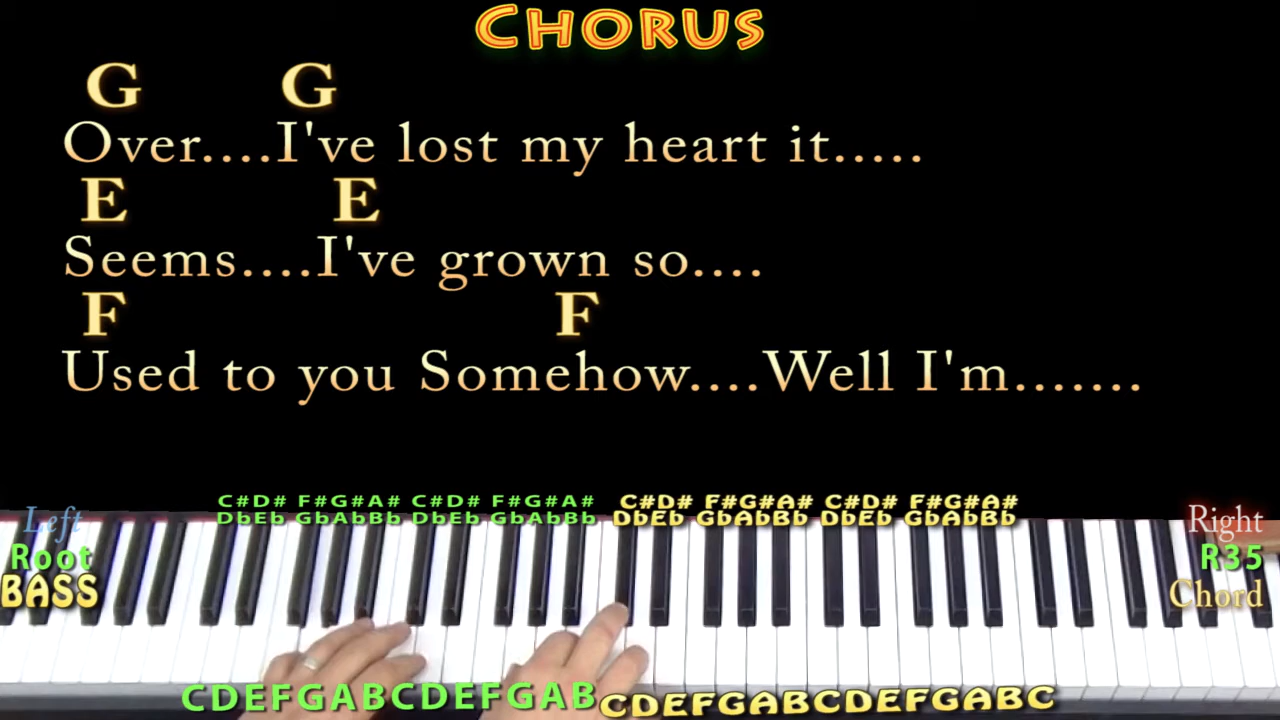 CHORUS
G G
Over....I've lost my heart it.....
E E
Seems....I've grown so....
F F
Used to you Somehow....Well I'm.......
C#D# F#G#A# C#D# F#G#A# C#D# F#G#A# C#D# F#G#A#
DbEb GbAbBb DbEb GbAbBb DbEb GbAbBb DbEb GbAbBb
Left
Root
BASS
Right
R35
Chord
CDEFGABCDEFGAB CDEFGABCDEFGABC